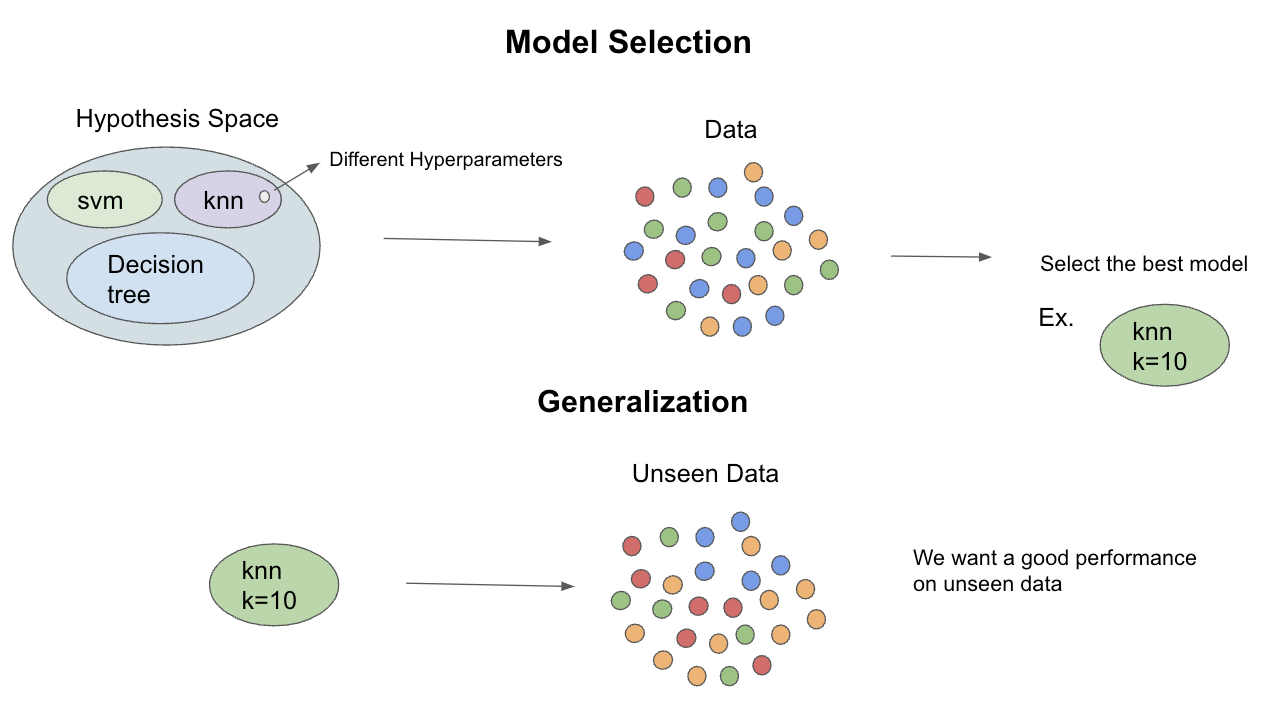 Model Selection
Hypothesis Space
Data
Different Hyperparameters
svm
knn
Decision
tree
Select the best model
Ex.
knn
k=10
Generalization
Unseen Data
knn
k=10
We want a good performance
on unseen data